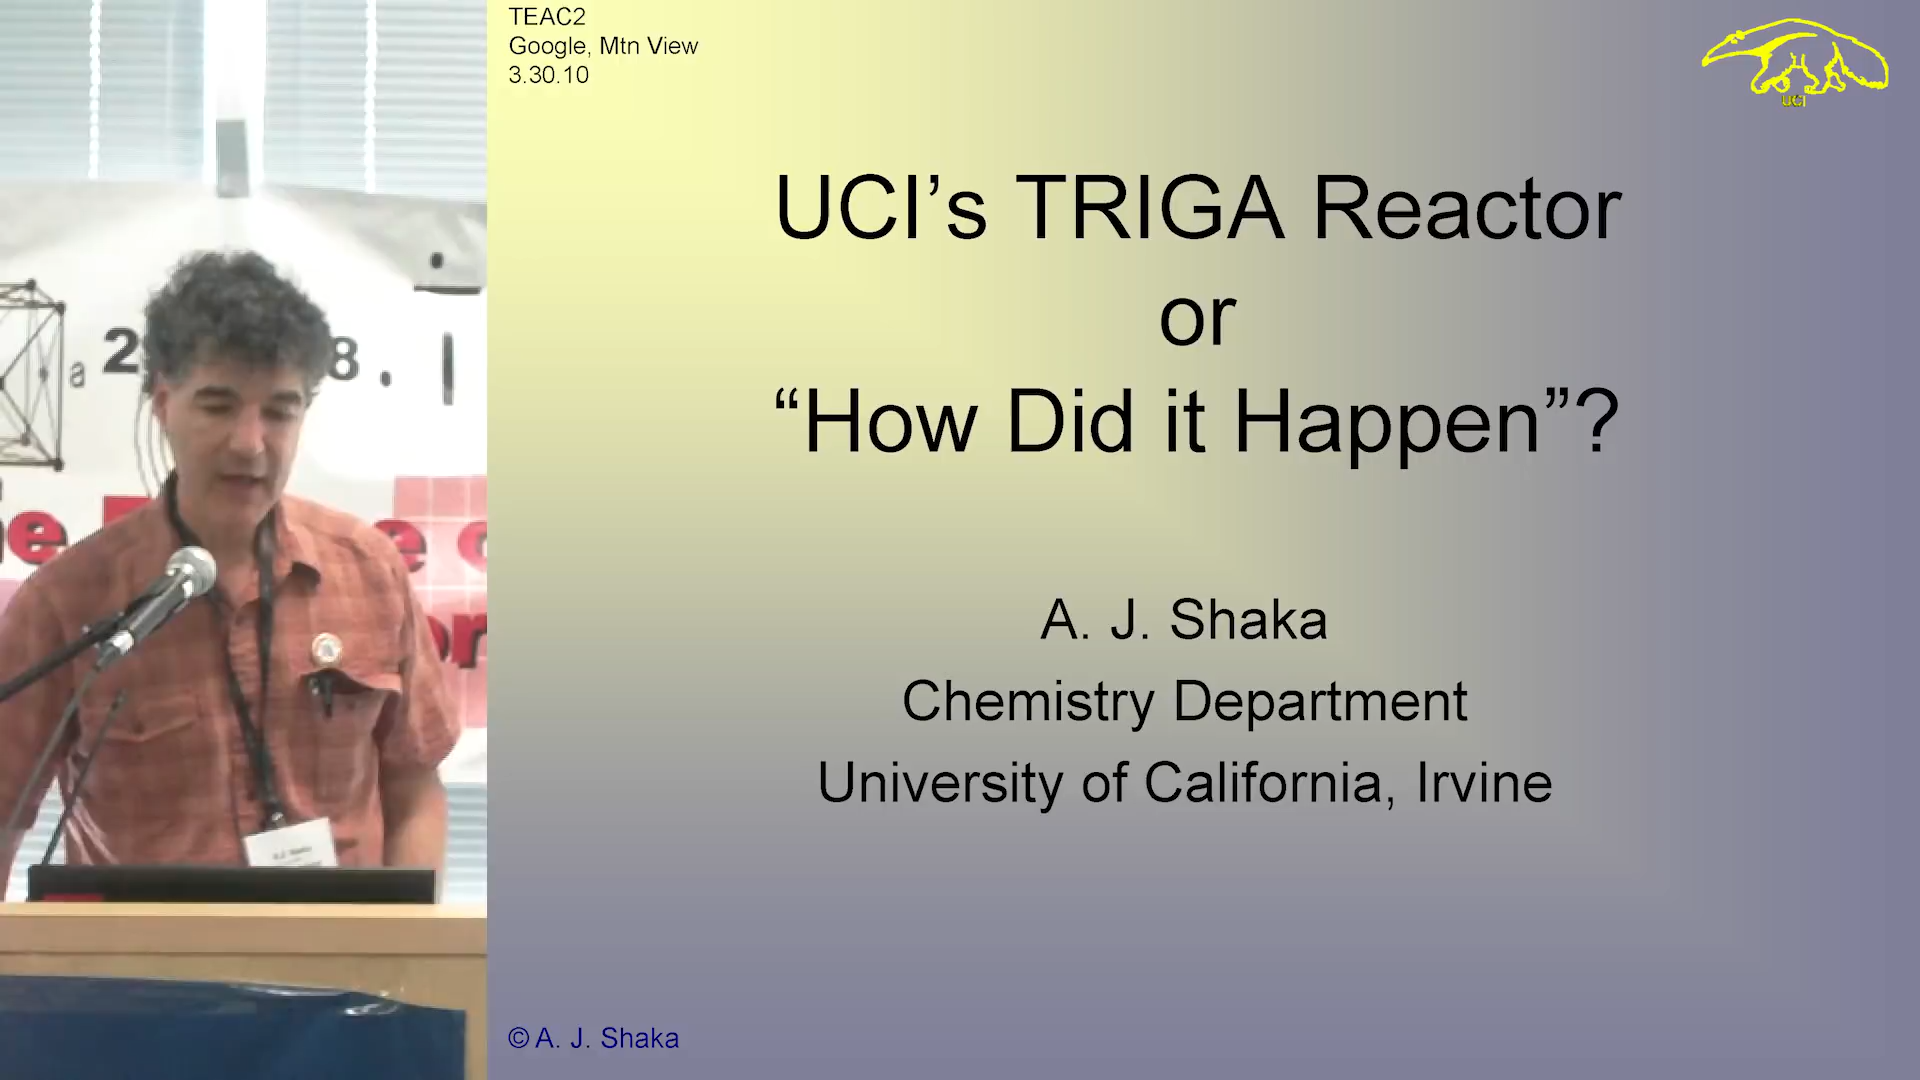 TEAC2
Google, Mtn View
3.30.10
UCI
UCI’s TRIGA Reactor
or
“How Did it Happen”?
A. J. Shaka
Chemistry Department
University of California, Irvine
© A. J. Shaka